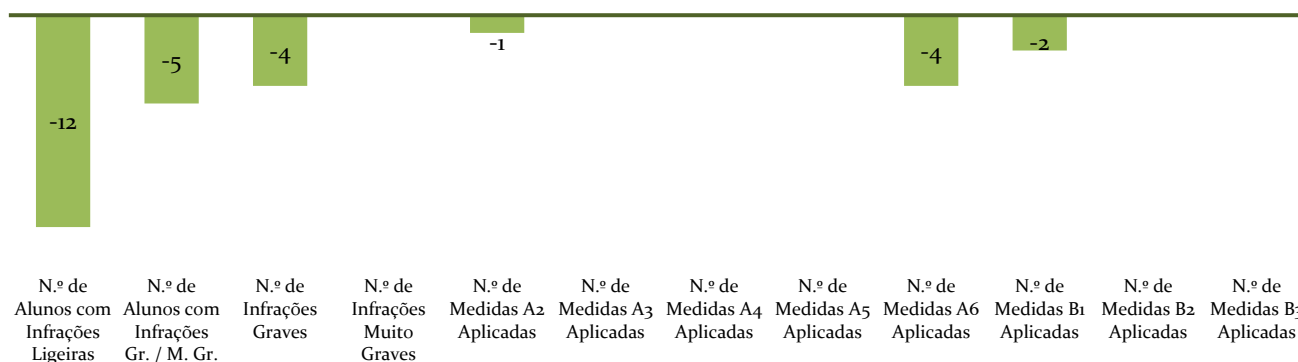 -12
-5
-4
-1
-4
-2
N.º de
Alunos com
Infrações
Ligeiras
N.º de
Alunos com
Infrações
Gr. / M. Gr.
N.º de
Infrações
Graves
N.º de
Infrações
Muito
Graves
N.º de
Medidas A2
Aplicadas
N.º de
Medidas A3
Aplicadas
N.º de
Medidas A4
Aplicadas
N.º de
Medidas A5
Aplicadas
N.º de
Medidas A6
Aplicadas
N.º de
Medidas B1
Aplicadas
N.º de
Medidas B2
Aplicadas
N.º de
Medidas B3
Aplicadas